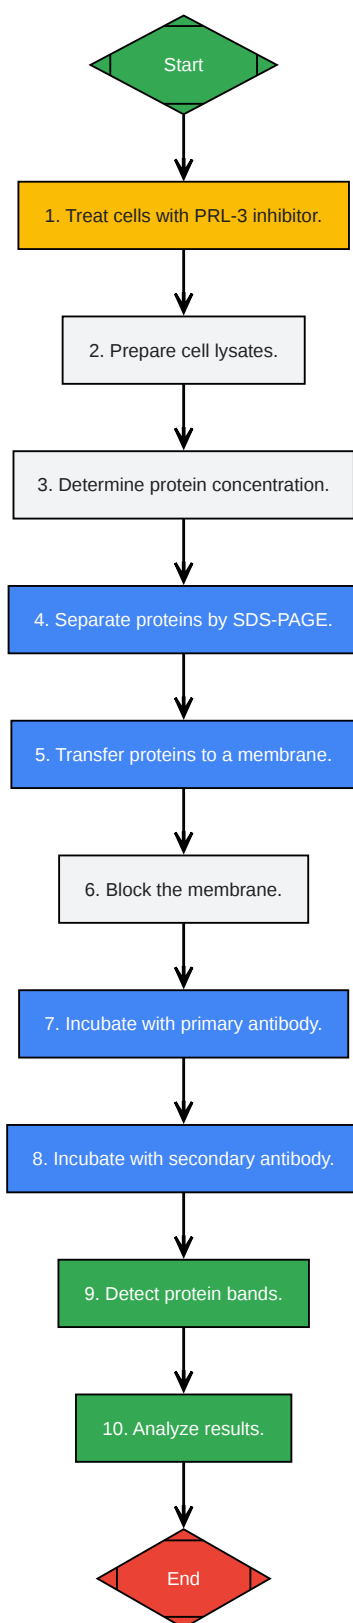 Start
1. Treat cells with PRL-3 inhibitor.
2. Prepare cell lysates.
3. Determine protein concentration.
4. Separate proteins by SDS-PAGE.
5. Transfer proteins to a membrane.
6. Block the membrane.
7. Incubate with primary antibody.
8. Incubate with secondary antibody.
9. Detect protein bands.
10. Analyze results.
End